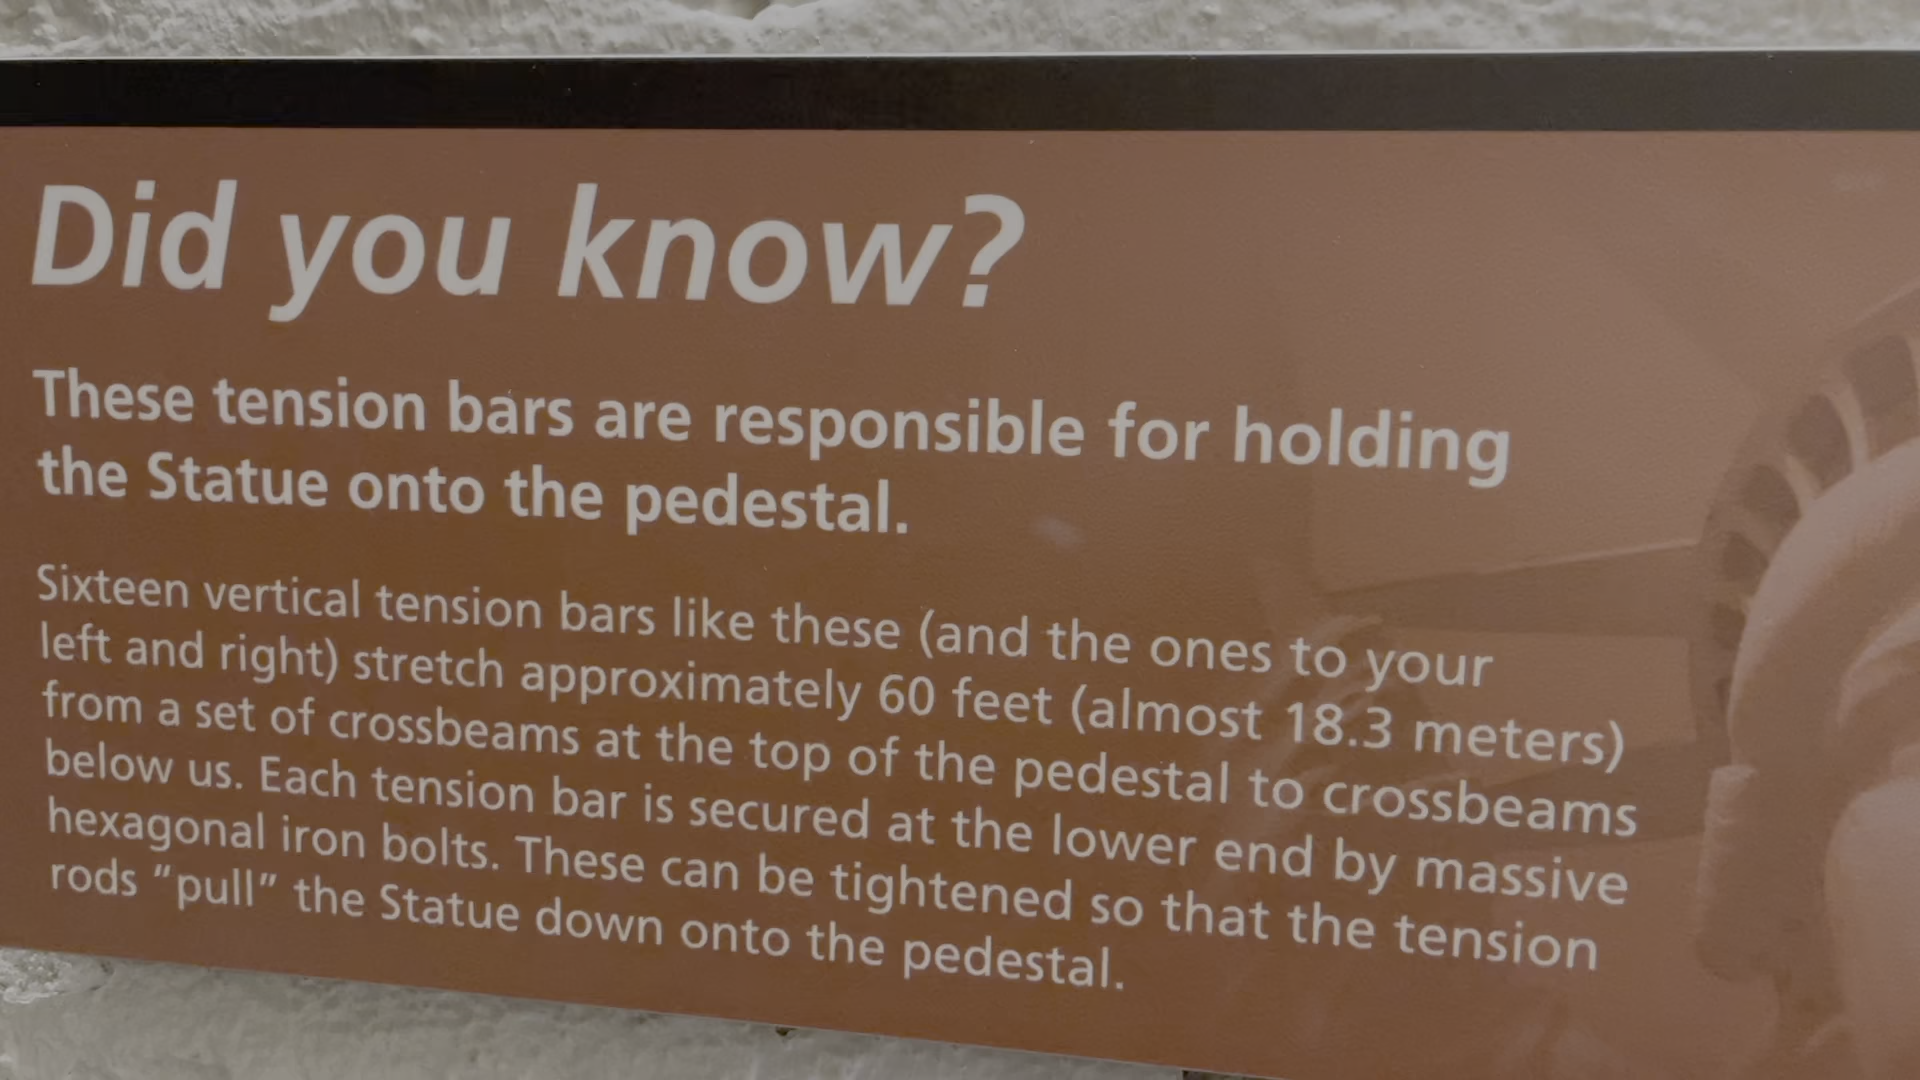 Did you know?
These tension bars are responsible for holding
the Statue onto the pedestal.
Sixteen vertical tension bars like these (and the ones to your
left and right) stretch approximately 60 feet (almost 18.3 meters)
from a set of crossbeams at the top of the pedestal to crossbeams
below us. Each tension bar is secured at the lower end by massive
hexagonal iron bolts. These can be tightened so that the tension
rods “pull” the Statue down onto the pedestal.